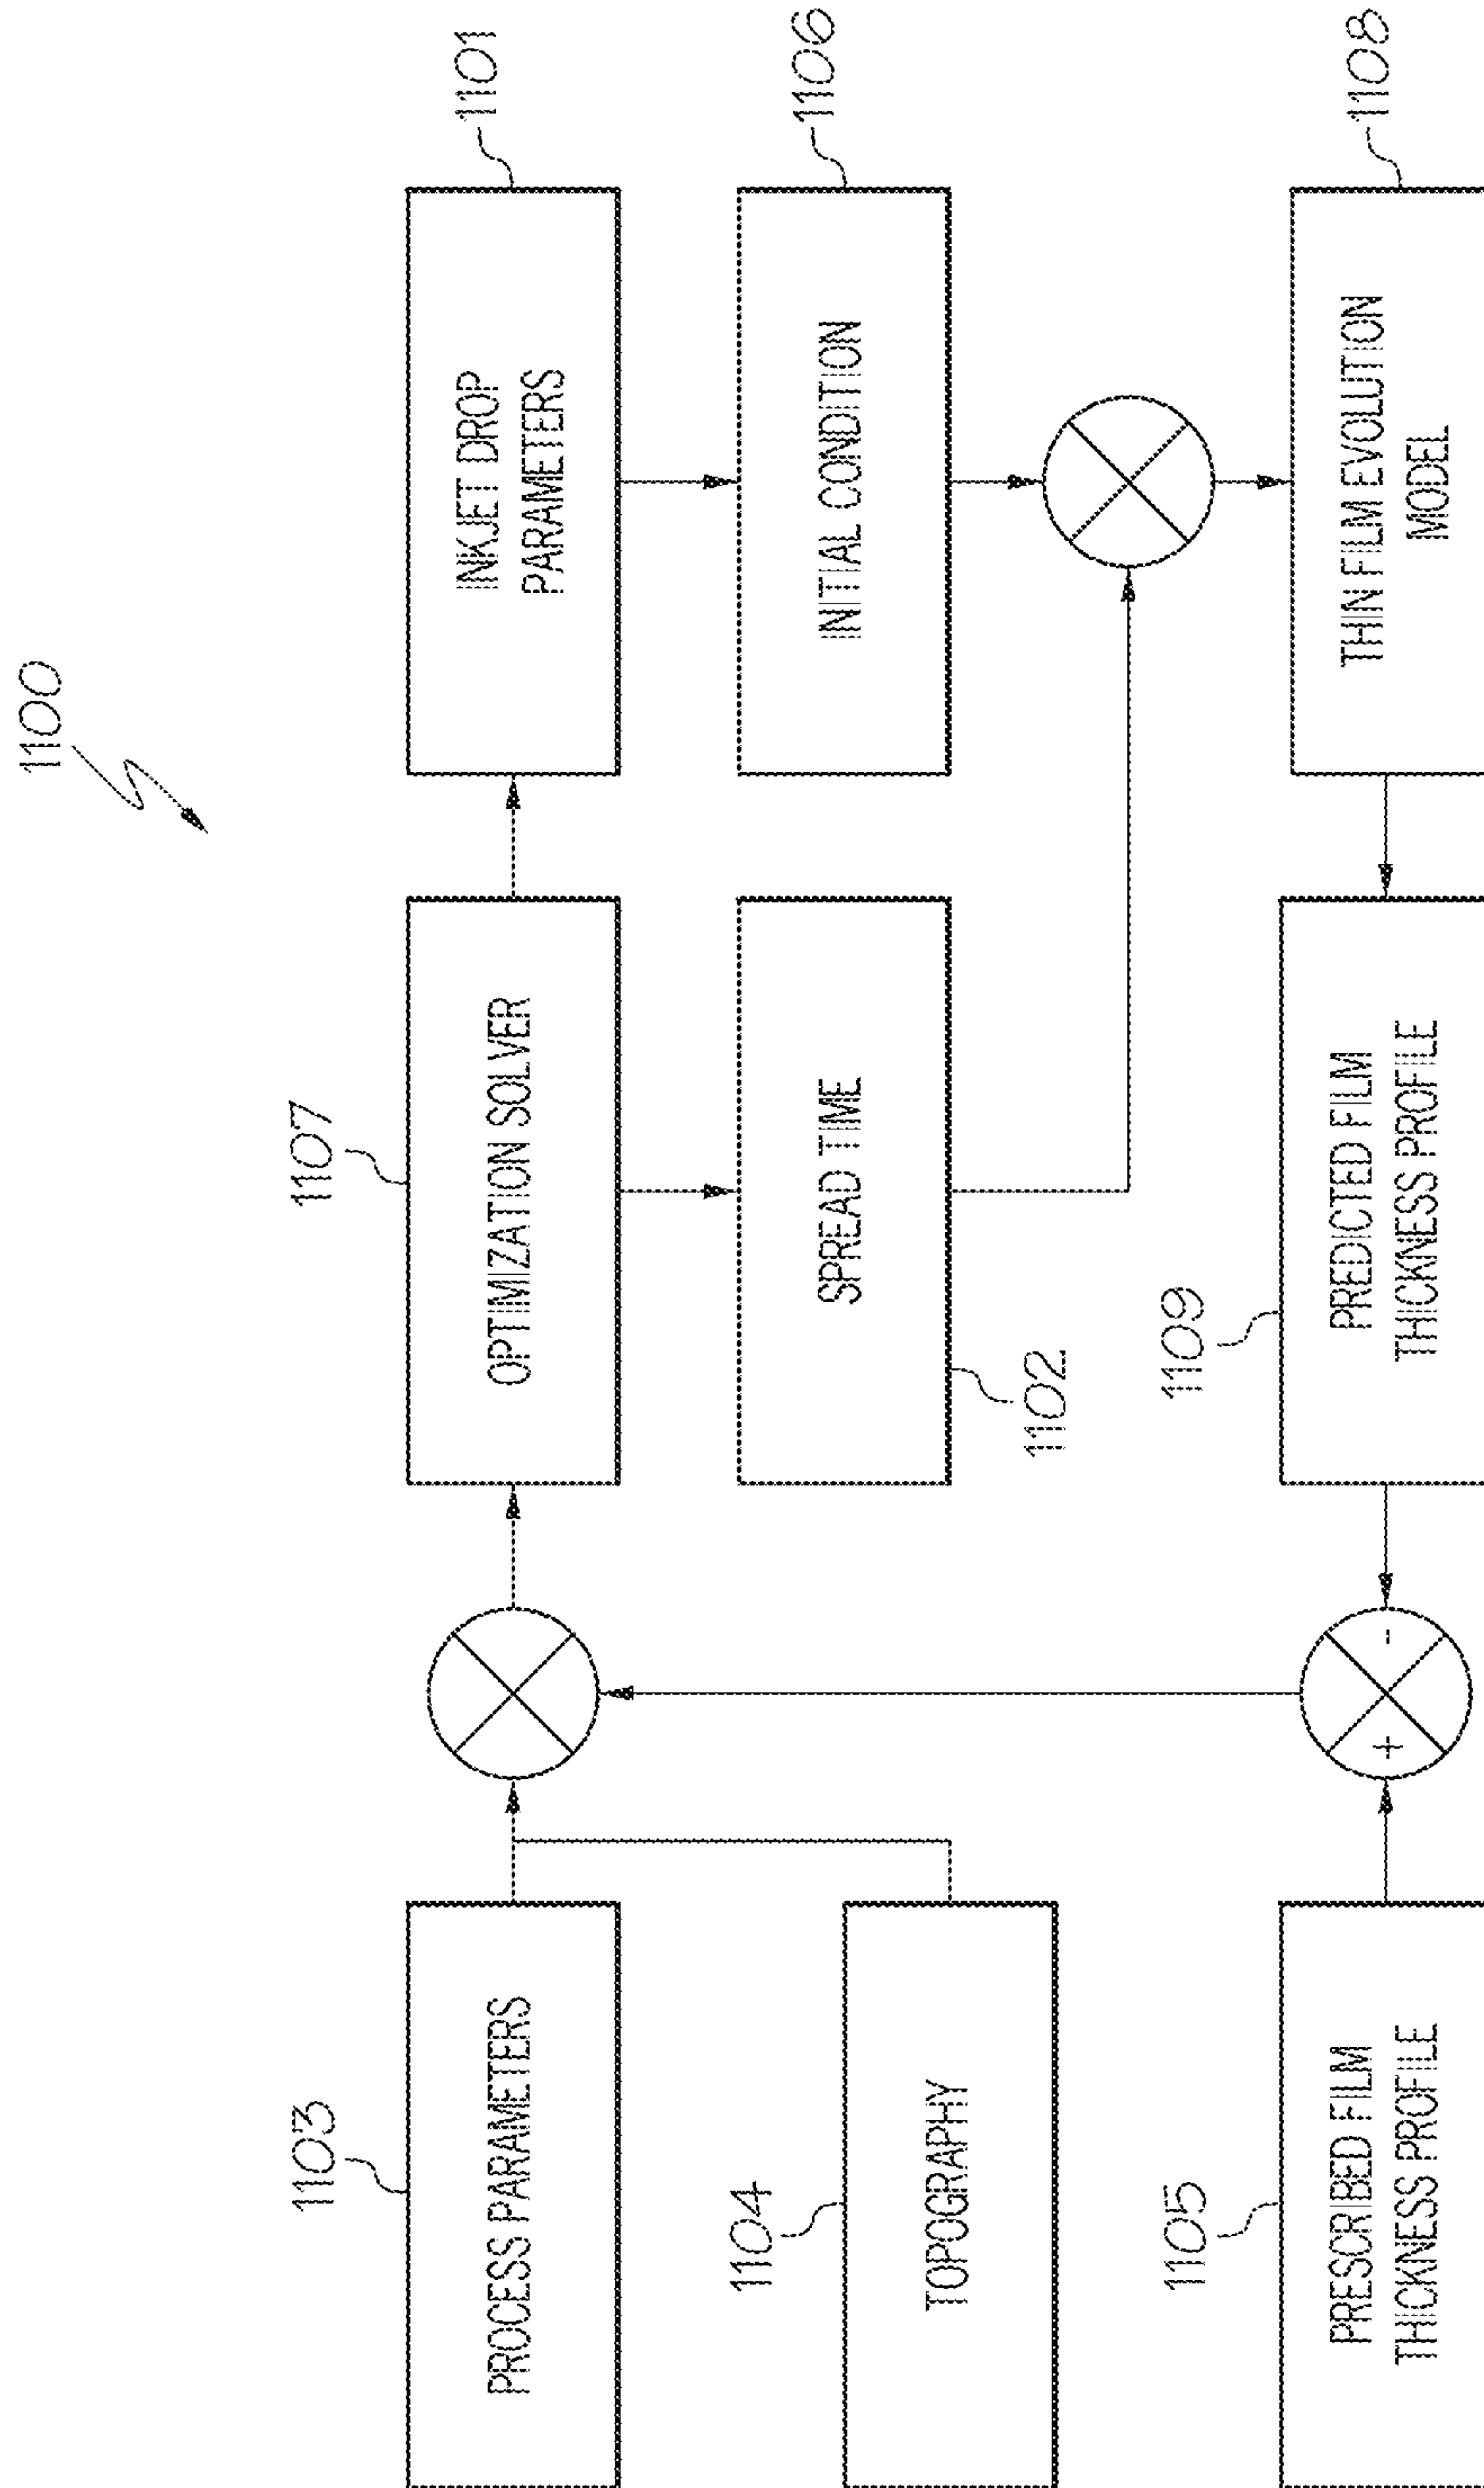 1100
1103
PROCESS PARAMETERS
1107
OPTIMIZATION SOLVER
INKJET DROP
PARAMETERS
1101
1104
TOPOGRAPHY
SPREAD TIME
1102
INITIAL CONDITION
1106
1105
PRESCRIBED FILM
THICKNESS PROFILE
+
-
1109
PREDICTED FILM
THICKNESS PROFILE
THIN FILM EVOLUTION
MODEL
1108